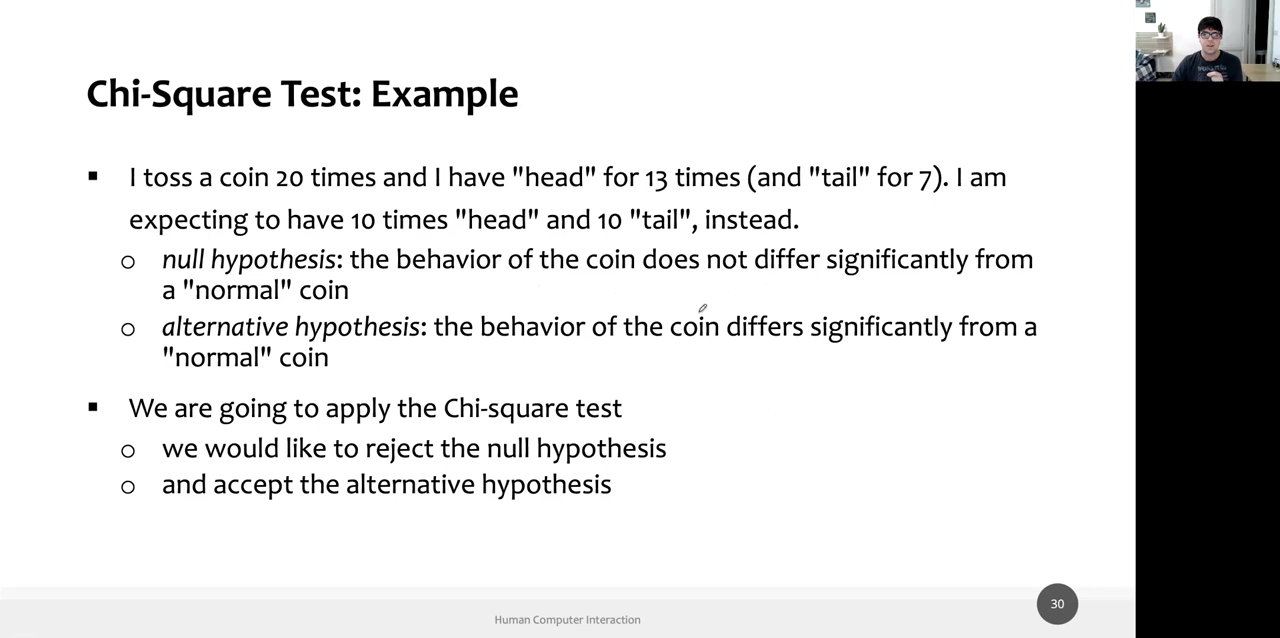 Chi-Square Test: Example
▪ I toss a coin 20 times and I have "head" for 13 times (and "tail" for 7). I am
expecting to have 10 times "head" and 10 "tail", instead.
o null hypothesis: the behavior of the coin does not differ significantly from
a "normal" coin
o alternative hypothesis: the behavior of the coin differs significantly from a
"normal" coin
▪ We are going to apply the Chi-square test
o we would like to reject the null hypothesis
o and accept the alternative hypothesis
30
Human Computer Interaction